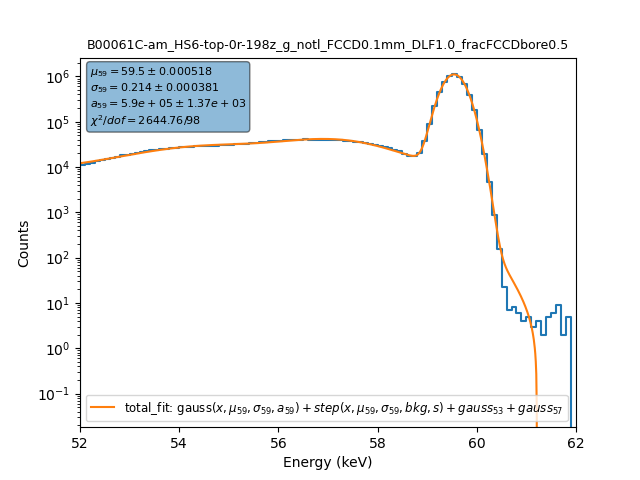 B00061C-am_HS6-top-0r-198z_g_notl_FCCD0.1mm_DLF1.0_fracFCCDbore0.5
μ₅₉ = 59.5 ± 0.000518
σ₅₉ = 0.214 ± 0.000381
a₅₉ = 5.9e + 05 ± 1.37e + 03
χ²/dof = 2644.76/98
10⁶
10⁵
10⁴
10³
10²
10¹
10⁰
10⁻¹
Counts
total_fit: gauss(x, μ₅₉, σ₅₉, a₅₉) + step(x, μ₅₉, σ₅₉, bkg, s) + gauss₅₃ + gauss₅₇
52 54 56 58 60 62
Energy (keV)